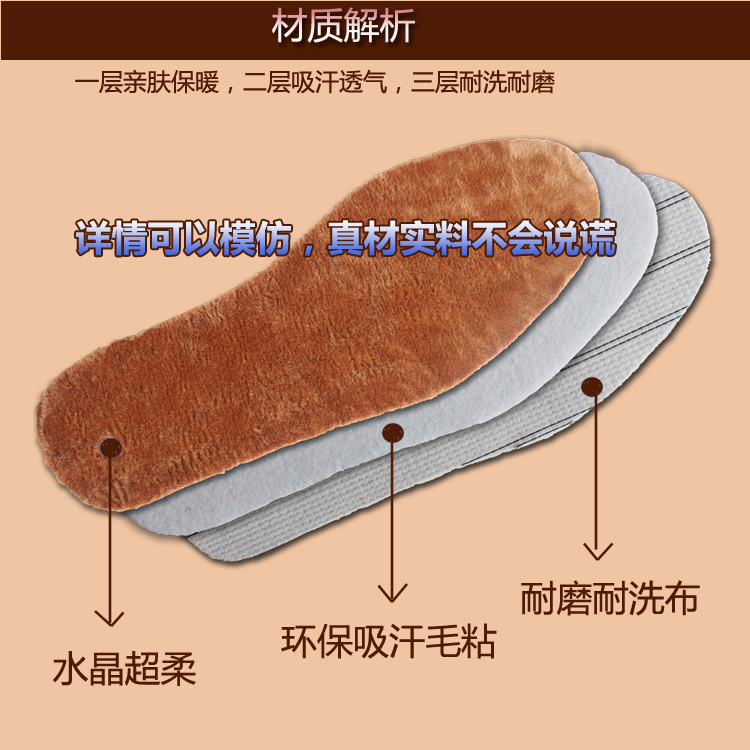 材质解析
一层亲肤保暖，二层吸汗透气，三层耐洗耐磨
详情可以模仿，真材实料不会说谎
耐磨耐洗布
环保吸汗毛粘
水晶超柔